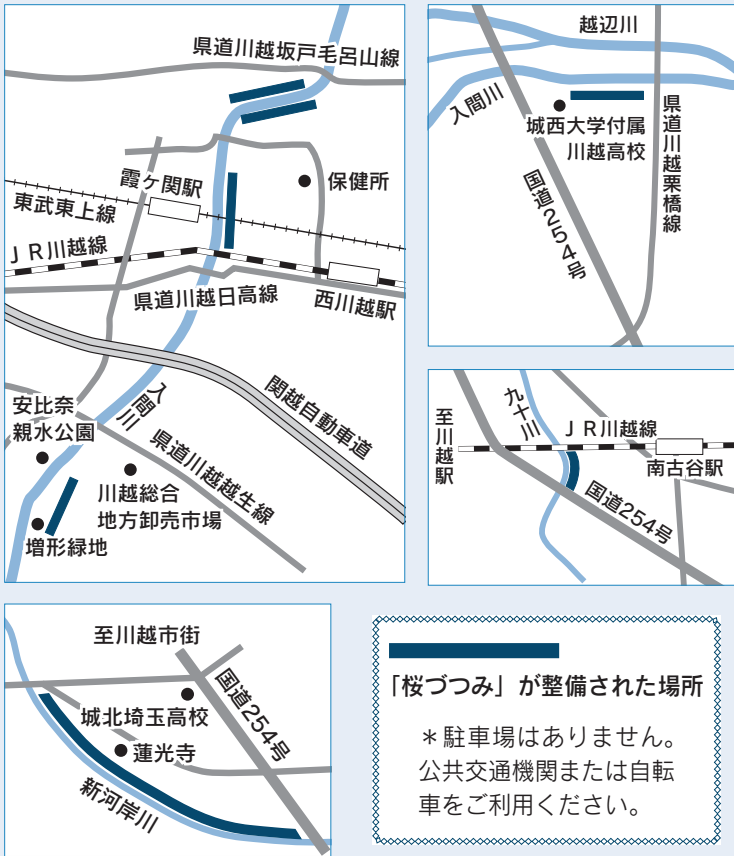 県道川越坂戸毛呂山線
霞ヶ関駅
保健所
東武東上線
ＪＲ川越線
県道川越日高線
西川越駅
関越自動車道
入間川
安比奈
親水公園
県道川越越生線
川越総合
地方卸売市場
増形緑地
越辺川
入間川
城西大学付属
川越高校
県道川越栗橋線
国道254号
九十川
至川越駅
ＪＲ川越線
南古谷駅
国道254号
至川越市街
国道254号
城北埼玉高校
蓮光寺
新河岸川
「桜づつみ」が整備された場所
＊駐車場はありません。
公共交通機関または自転
車をご利用ください。